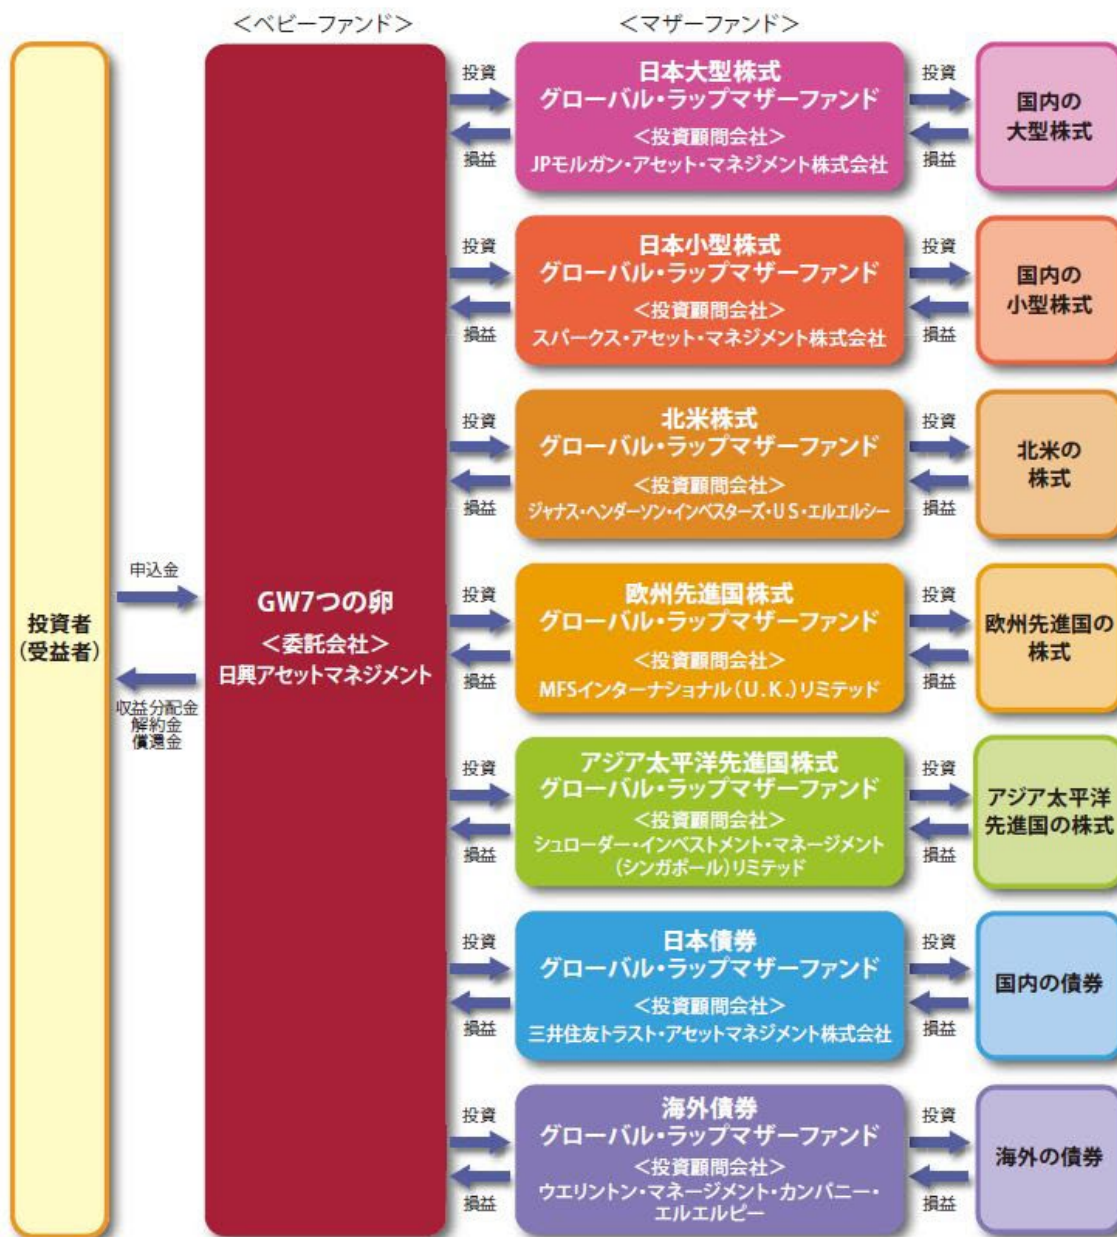 ＜ベビーファンド＞
＜マザーファンド＞
投資者
(受益者)
申込金
収益分配金
解約金
償還金
GW7つの卵
＜委託会社＞
日興アセットマネジメント
投資
損益
日本大型株式
グローバル・ラップマザーファンド
＜投資顧問会社＞
JPモルガン・アセット・マネジメント株式会社
投資
損益
国内の
大型株式
投資
損益
日本小型株式
グローバル・ラップマザーファンド
＜投資顧問会社＞
スパークス・アセット・マネジメント株式会社
投資
損益
国内の
小型株式
投資
損益
北米株式
グローバル・ラップマザーファンド
＜投資顧問会社＞
ジャナス・ヘンダーソン・インベスターズ・US・エルエルシー
投資
損益
北米の
株式
投資
損益
欧州先進国株式
グローバル・ラップマザーファンド
＜投資顧問会社＞
MFSインターナショナル(U.K.)リミテッド
投資
損益
欧州先進国の
株式
投資
損益
アジア太平洋先進国株式
グローバル・ラップマザーファンド
＜投資顧問会社＞
シュローダー・インベストメント・マネージメント
(シンガポール)リミテッド
投資
損益
アジア太平洋
先進国の株式
投資
損益
日本債券
グローバル・ラップマザーファンド
＜投資顧問会社＞
三井住友トラスト・アセットマネジメント株式会社
投資
損益
国内の債券
投資
損益
海外債券
グローバル・ラップマザーファンド
＜投資顧問会社＞
ウエリントン・マネージメント・カンパニー・
エルエルピー
投資
損益
海外の債券